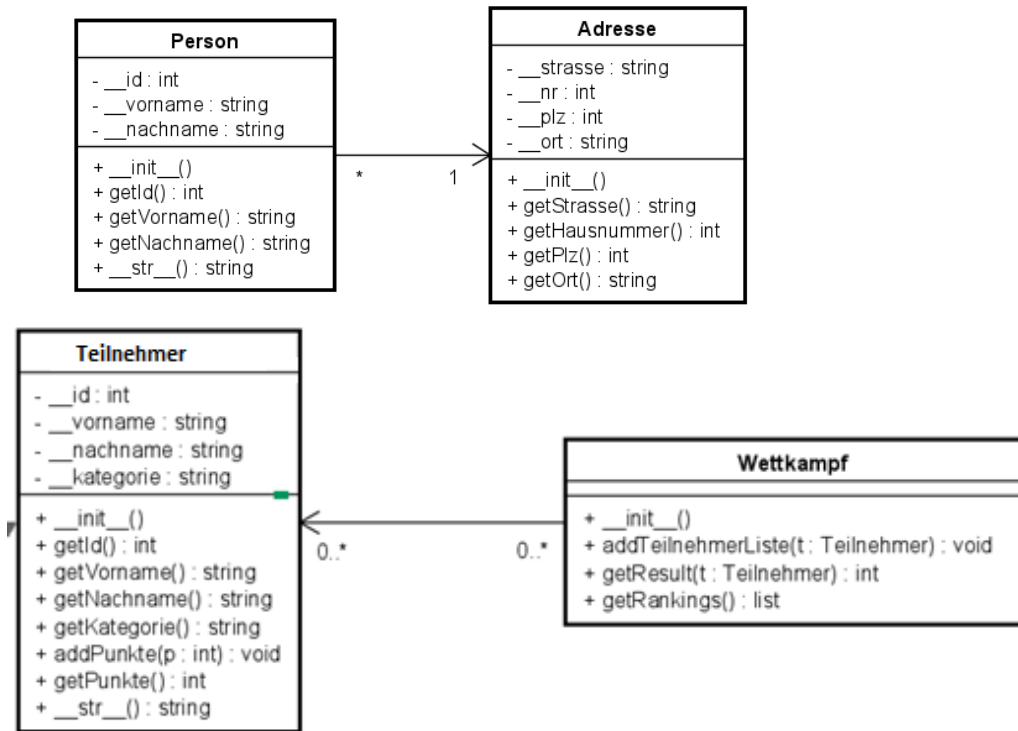 Person
- __id : int
- __vorname : string
- __nachname : string
+ __init__()
+ getId() : int
+ getVorname() : string
+ getNachname() : string
+ __str__() : string
*
1
Adresse
- __strasse : string
- __nr : int
- __plz : int
- __ort : string
+ __init__()
+ getStrasse() : string
+ getHausnummer() : int
+ getPlz() : int
+ getOrt() : string
Teilnehmer
- __id : int
- __vorname : string
- __nachname : string
- __kategorie : string
+ __init__()
+ getId() : int
+ getVorname() : string
+ getNachname() : string
+ getKategorie() : string
+ addPunkte(p : int) : void
+ getPunkte() : int
+ __str__() : string
0..*
0..*
Wettkampf
+ __init__()
+ addTeilnehmerListe(t : Teilnehmer) : void
+ getResult(t : Teilnehmer) : int
+ getRankings() : list